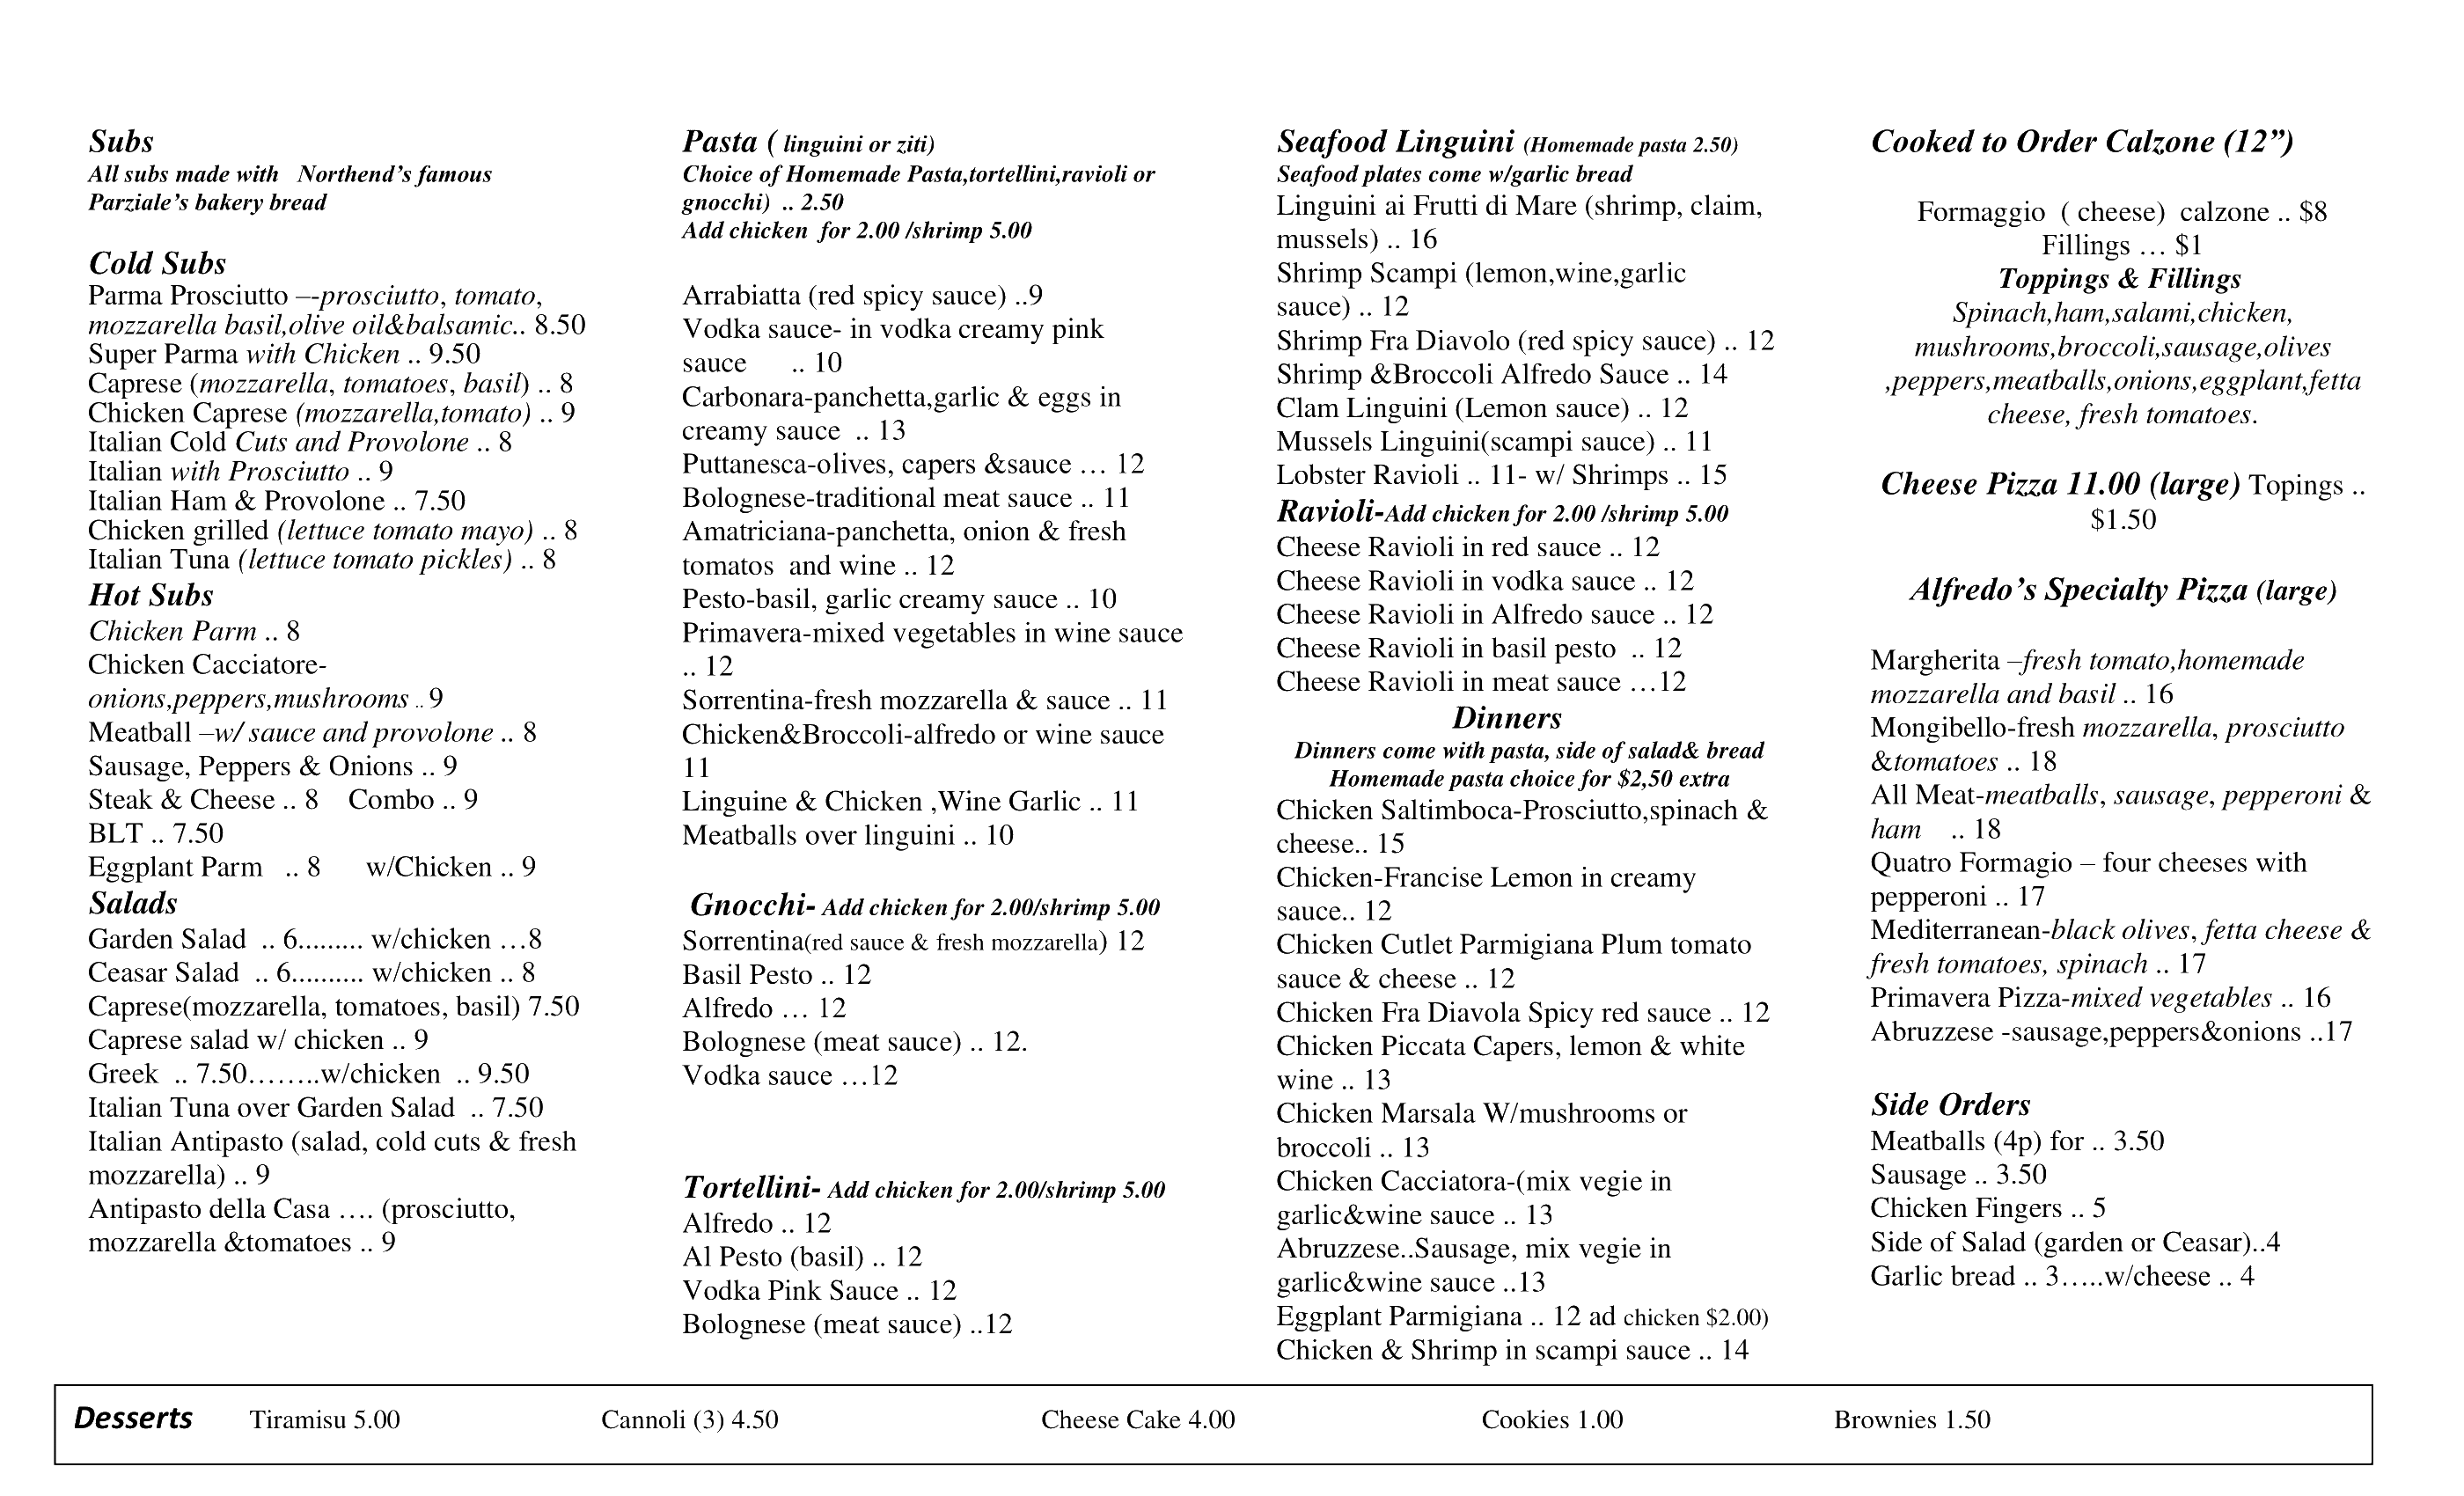 Subs
All subs made with   Northend’s famous
Parziale’s bakery bread
Cold Subs
Parma Prosciutto –-prosciutto, tomato,
mozzarella basil,olive oil&balsamic.. 8.50
Super Parma with Chicken .. 9.50
Caprese (mozzarella, tomatoes, basil) .. 8
Chicken Caprese (mozzarella,tomato) .. 9
Italian Cold Cuts and Provolone .. 8
Italian with Prosciutto .. 9
Italian Ham & Provolone .. 7.50
Chicken grilled (lettuce tomato mayo) .. 8
Italian Tuna (lettuce tomato pickles) .. 8
Hot Subs
Chicken Parm .. 8
Chicken Cacciatore-
onions,peppers,mushrooms .. 9
Meatball –w/ sauce and provolone .. 8
Sausage, Peppers & Onions .. 9
Steak & Cheese .. 8    Combo .. 9
BLT .. 7.50
Eggplant Parm   .. 8      w/Chicken .. 9
Salads
Garden Salad  .. 6......... w/chicken …8
Ceasar Salad  .. 6.......... w/chicken .. 8
Caprese(mozzarella, tomatoes, basil) 7.50
Caprese salad w/ chicken .. 9
Greek  .. 7.50……..w/chicken  .. 9.50
Italian Tuna over Garden Salad  .. 7.50
Italian Antipasto (salad, cold cuts & fresh
mozzarella) .. 9
Antipasto della Casa …. (prosciutto,
mozzarella &tomatoes .. 9
Pasta ( linguini or ziti)
Choice of Homemade Pasta,tortellini,ravioli or
gnocchi)  .. 2.50
Add chicken  for 2.00 /shrimp 5.00
Arrabiatta (red spicy sauce) ..9
Vodka sauce- in vodka creamy pink
sauce      .. 10
Carbonara-panchetta,garlic & eggs in
creamy sauce  .. 13
Puttanesca-olives, capers &sauce … 12
Bolognese-traditional meat sauce .. 11
Amatriciana-panchetta, onion & fresh
tomatos  and wine .. 12
Pesto-basil, garlic creamy sauce .. 10
Primavera-mixed vegetables in wine sauce
.. 12
Sorrentina-fresh mozzarella & sauce .. 11
Chicken&Broccoli-alfredo or wine sauce
11
Linguine & Chicken ,Wine Garlic .. 11
Meatballs over linguini .. 10
Gnocchi- Add chicken for 2.00/shrimp 5.00
Sorrentina(red sauce & fresh mozzarella) 12
Basil Pesto .. 12
Alfredo … 12
Bolognese (meat sauce) .. 12.
Vodka sauce …12
Tortellini- Add chicken for 2.00/shrimp 5.00
Alfredo .. 12
Al Pesto (basil) .. 12
Vodka Pink Sauce .. 12
Bolognese (meat sauce) ..12
Seafood Linguini (Homemade pasta 2.50)
Seafood plates come w/garlic bread
Linguini ai Frutti di Mare (shrimp, claim,
mussels) .. 16
Shrimp Scampi (lemon,wine,garlic
sauce) .. 12
Shrimp Fra Diavolo (red spicy sauce) .. 12
Shrimp &Broccoli Alfredo Sauce .. 14
Clam Linguini (Lemon sauce) .. 12
Mussels Linguini(scampi sauce) .. 11
Lobster Ravioli .. 11- w/ Shrimps .. 15
Ravioli-Add chicken for 2.00 /shrimp 5.00
Cheese Ravioli in red sauce .. 12
Cheese Ravioli in vodka sauce .. 12
Cheese Ravioli in Alfredo sauce .. 12
Cheese Ravioli in basil pesto  .. 12
Cheese Ravioli in meat sauce …12
Dinners
Dinners come with pasta, side of salad& bread
Homemade pasta choice for $2,50 extra
Chicken Saltimboca-Prosciutto,spinach &
cheese.. 15
Chicken-Francise Lemon in creamy
sauce.. 12
Chicken Cutlet Parmigiana Plum tomato
sauce & cheese .. 12
Chicken Fra Diavola Spicy red sauce .. 12
Chicken Piccata Capers, lemon & white
wine .. 13
Chicken Marsala W/mushrooms or
broccoli .. 13
Chicken Cacciatora-(mix vegie in
garlic&wine sauce .. 13
Abruzzese..Sausage, mix vegie in
garlic&wine sauce ..13
Eggplant Parmigiana .. 12 ad chicken $2.00)
Chicken & Shrimp in scampi sauce .. 14
Cooked to Order Calzone (12”)
Formaggio  ( cheese)  calzone .. $8
Fillings … $1
Toppings & Fillings
Spinach,ham,salami,chicken,
mushrooms,broccoli,sausage,olives
,peppers,meatballs,onions,eggplant,fetta
cheese, fresh tomatoes.
Cheese Pizza 11.00 (large) Topings ..
$1.50
Alfredo’s Specialty Pizza (large)
Margherita –fresh tomato,homemade
mozzarella and basil .. 16
Mongibello-fresh mozzarella, prosciutto
&tomatoes .. 18
All Meat-meatballs, sausage, pepperoni &
ham    .. 18
Quatro Formagio – four cheeses with
pepperoni .. 17
Mediterranean-black olives, fetta cheese &
fresh tomatoes, spinach .. 17
Primavera Pizza-mixed vegetables .. 16
Abruzzese -sausage,peppers&onions ..17
Side Orders
Meatballs (4p) for .. 3.50
Sausage .. 3.50
Chicken Fingers .. 5
Side of Salad (garden or Ceasar)..4
Garlic bread .. 3…..w/cheese .. 4
Desserts    Tiramisu 5.00    Cannoli (3) 4.50    Cheese Cake 4.00    Cookies 1.00    Brownies 1.50